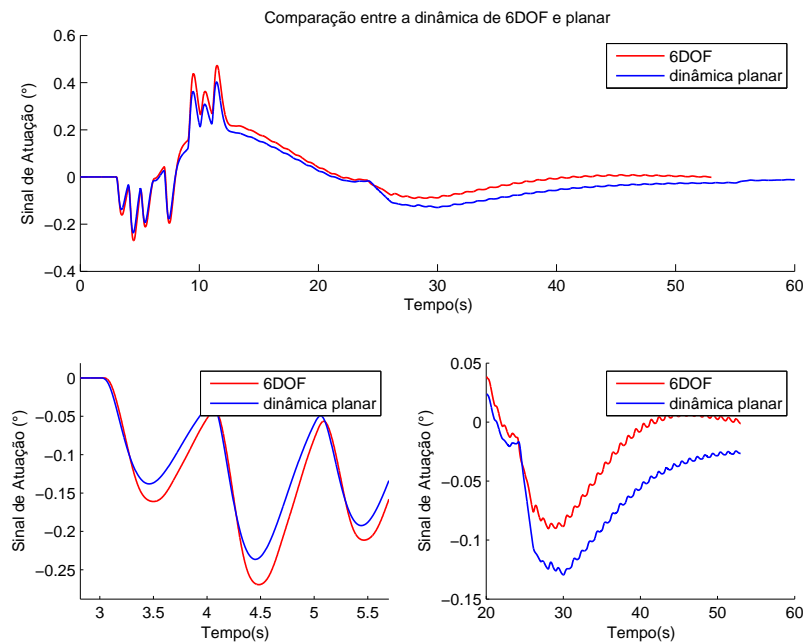 Comparação entre a dinâmica de 6DOF e planar
Sinal de Atuação (°)
0.6
0.4
0.2
0
−0.2
−0.4
0 10 20 30 40 50 60
Tempo(s)
6DOF
dinâmica planar
Sinal de Atuação (°)
0
−0.05
−0.1
−0.15
−0.2
−0.25
3 3.5 4 4.5 5 5.5
Tempo(s)
6DOF
dinâmica planar
Sinal de Atuação (°)
0.05
0
−0.05
−0.1
−0.15
20 30 40 50 60
Tempo(s)
6DOF
dinâmica planar